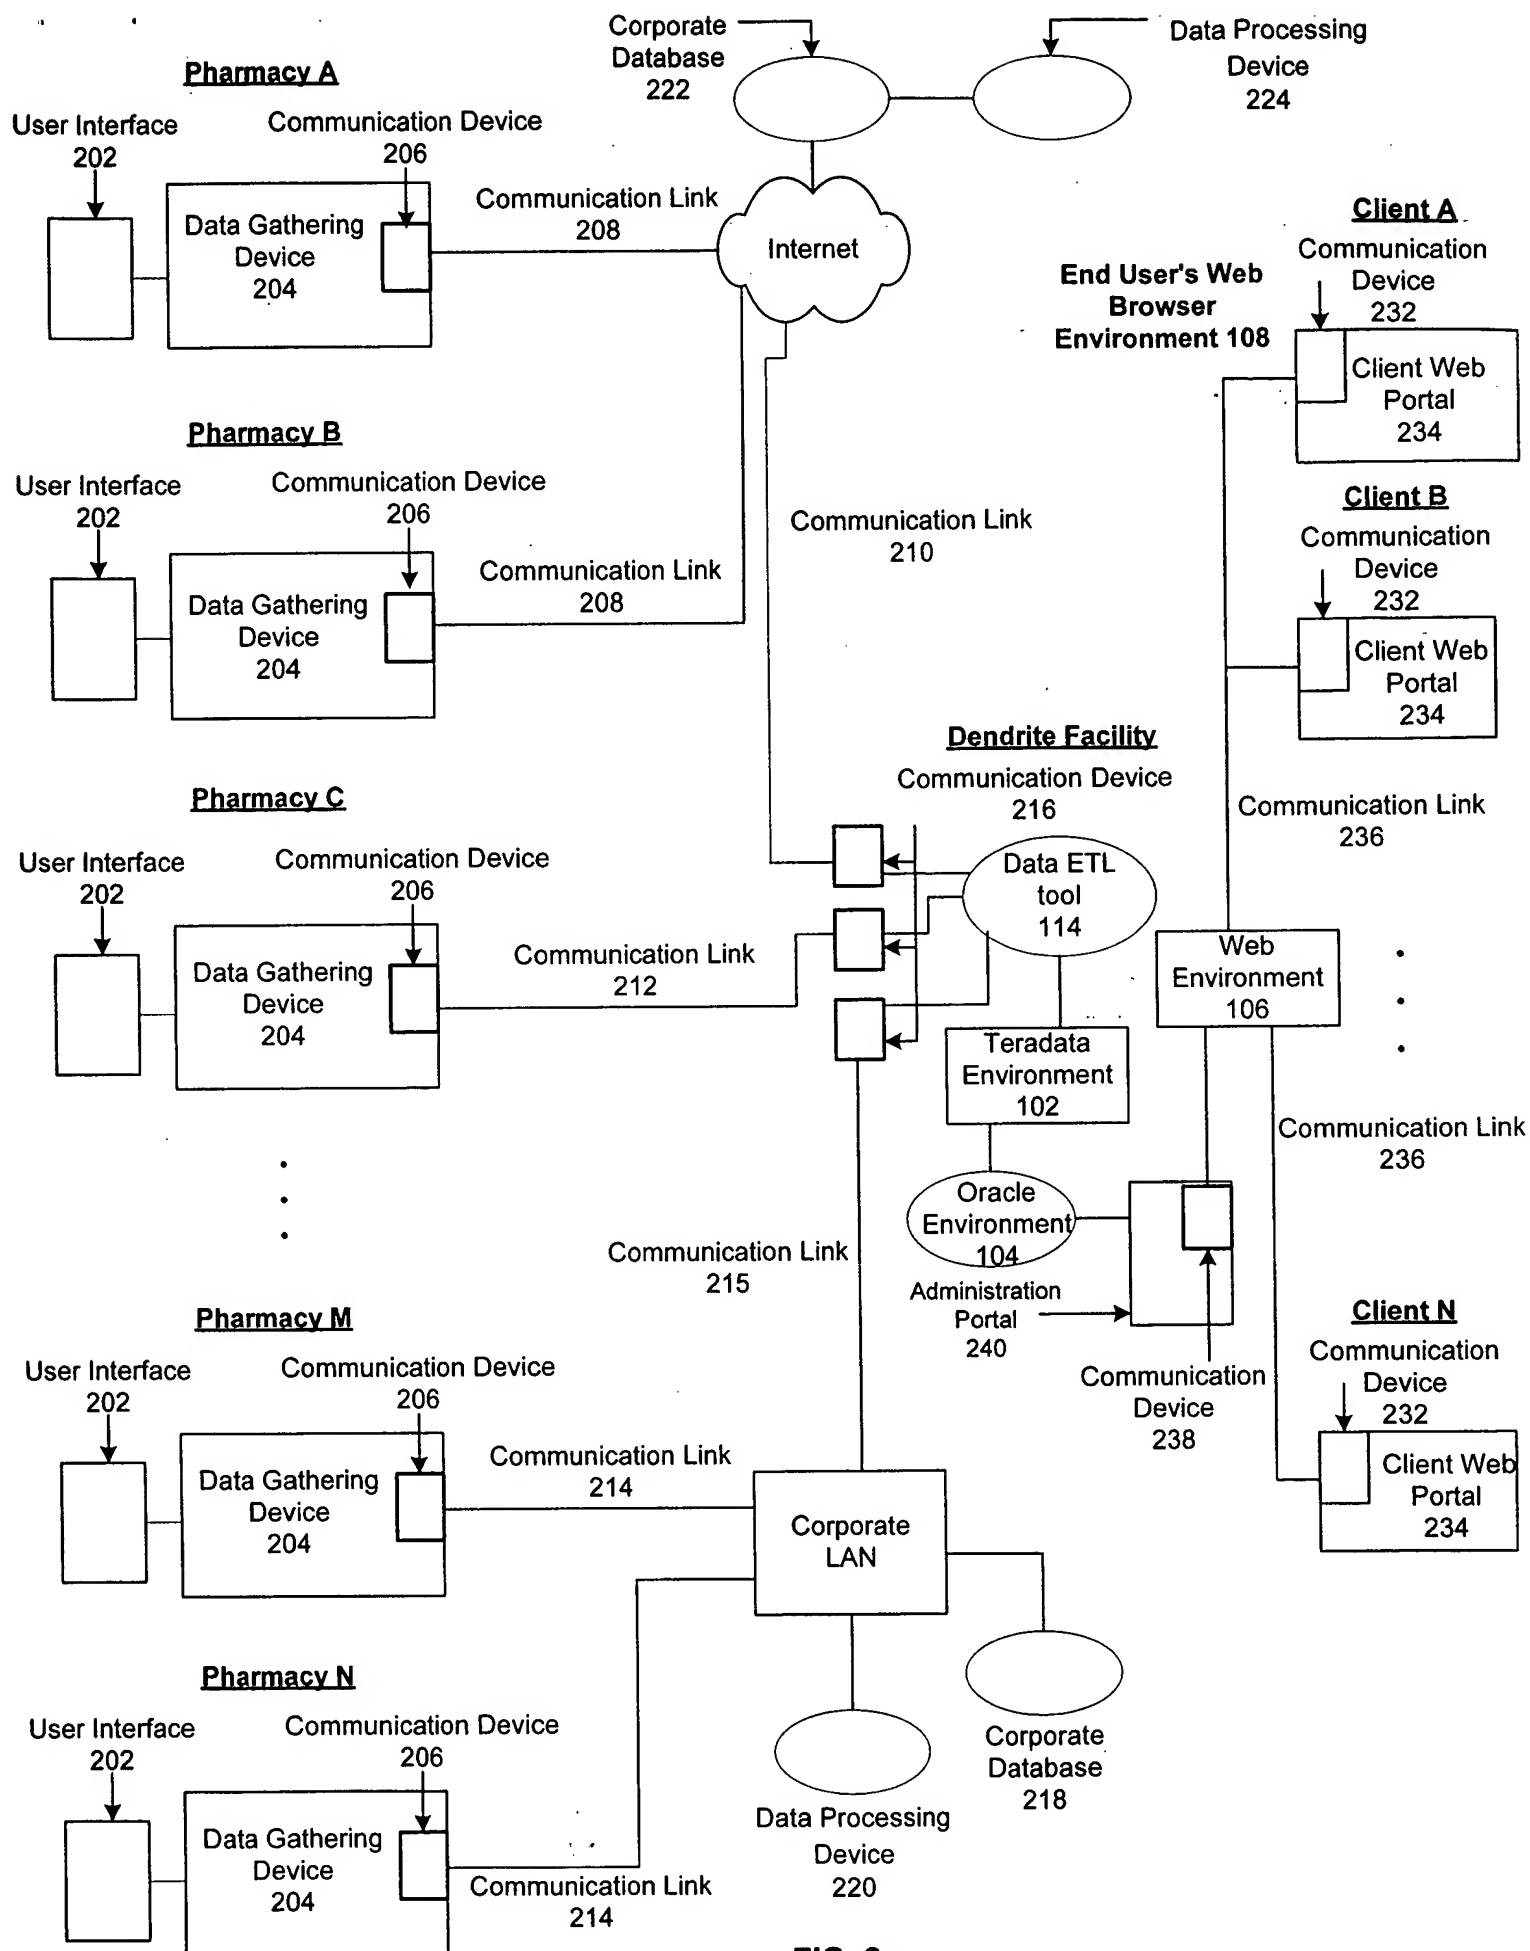 Corporate
Database
222
Data Processing
Device
224
Pharmacy A
User Interface
202
Communication Device
206
Data Gathering
Device
204
Communication Link
208
Internet
Client A
Communication
Device
232
End User's Web
Browser
Environment 108
Client Web
Portal
234
Pharmacy B
User Interface
202
Communication Device
206
Data Gathering
Device
204
Communication Link
208
Communication Link
210
Client B
Communication
Device
232
Client Web
Portal
234
Dendrite Facility
Communication Device
216
Communication Link
236
Pharmacy C
User Interface
202
Communication Device
206
Data Gathering
Device
204
Communication Link
212
Data ETL
tool
114
Web
Environment
106
Teradata
Environment
102
Communication Link
236
Oracle
Environment
104
Communication Link
215
Administration
Portal
240
Communication
Device
238
Pharmacy M
User Interface
202
Communication Device
206
Data Gathering
Device
204
Communication Link
214
Client N
Communication
Device
232
Client Web
Portal
234
Corporate
LAN
Pharmacy N
User Interface
202
Communication Device
206
Data Gathering
Device
204
Communication Link
214
Corporate
Database
218
Data Processing
Device
220